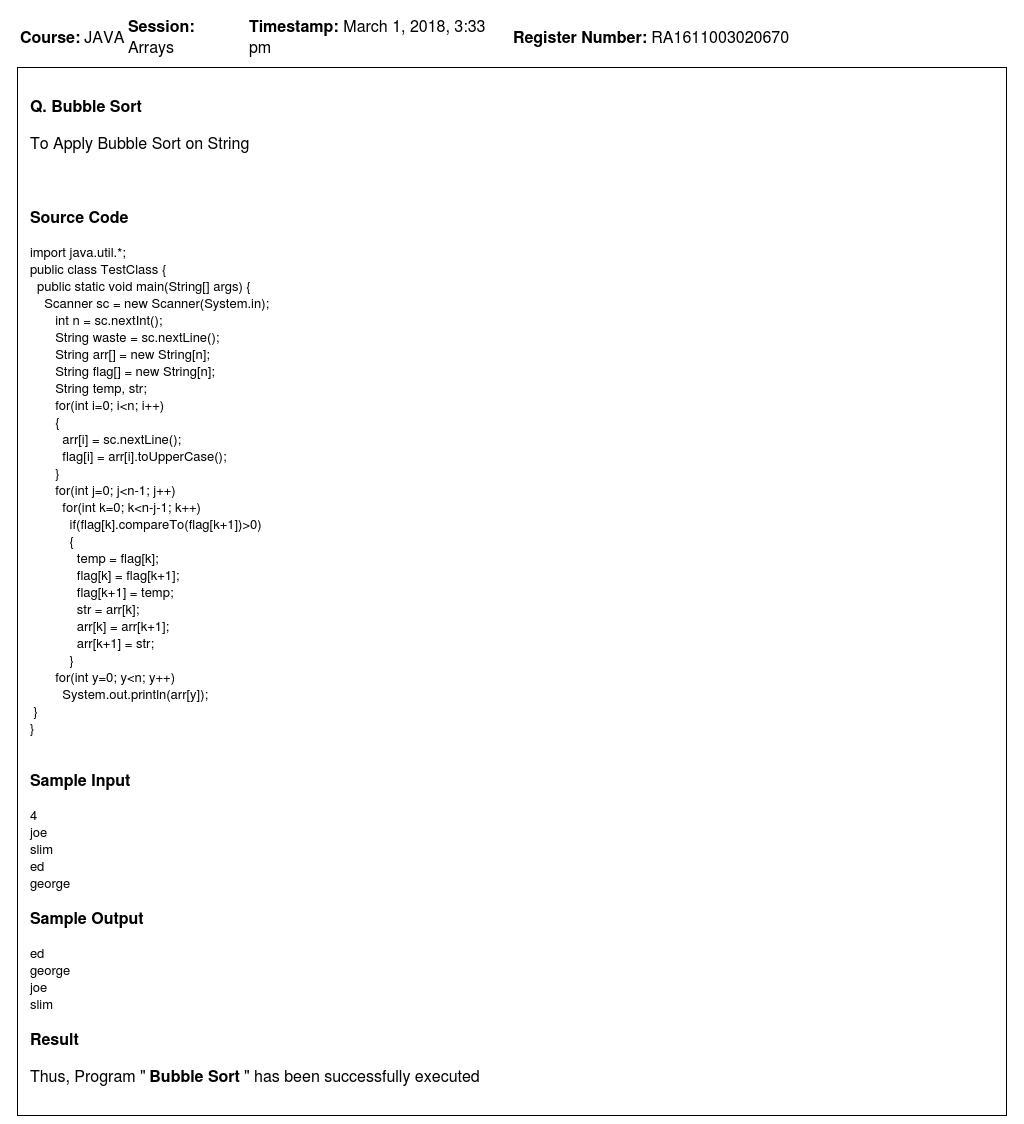 Course: JAVA Session: Arrays Timestamp: March 1, 2018, 3:33 pm Register Number: RA1611003020670
Q. Bubble Sort
To Apply Bubble Sort on String
Source Code
import java.util.*;
public class TestClass {
public static void main(String[] args) {
Scanner sc = new Scanner(System.in);
int n = sc.nextInt();
String waste = sc.nextLine();
String arr[] = new String[n];
String flag[] = new String[n];
String temp, str;
for(int i=0; i<n; i++)
{
arr[i] = sc.nextLine();
flag[i] = arr[i].toUpperCase();
}
for(int j=0; j<n-1; j++)
for(int k=0; k<n-j-1; k++)
if(flag[k].compareTo(flag[k+1])>0)
{
temp = flag[k];
flag[k] = flag[k+1];
flag[k+1] = temp;
str = arr[k];
arr[k] = arr[k+1];
arr[k+1] = str;
}
for(int y=0; y<n; y++)
System.out.println(arr[y]);
}
}
Sample Input
4
joe
slim
ed
george
Sample Output
ed
george
joe
slim
Result
Thus, Program " Bubble Sort " has been successfully executed